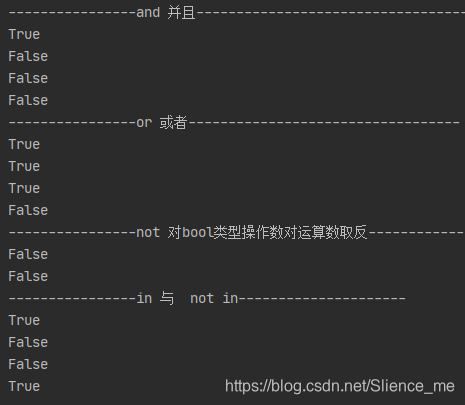 ----------------and 并且------------------------------
True
False
False
False
----------------or 或者----------------------------------
True
True
True
False
----------------not 对bool类型操作数对运算数取反------------
False
False
----------------in 与  not in---------------------
True
False
False
True
https://blog.csdn.net/Slience_me